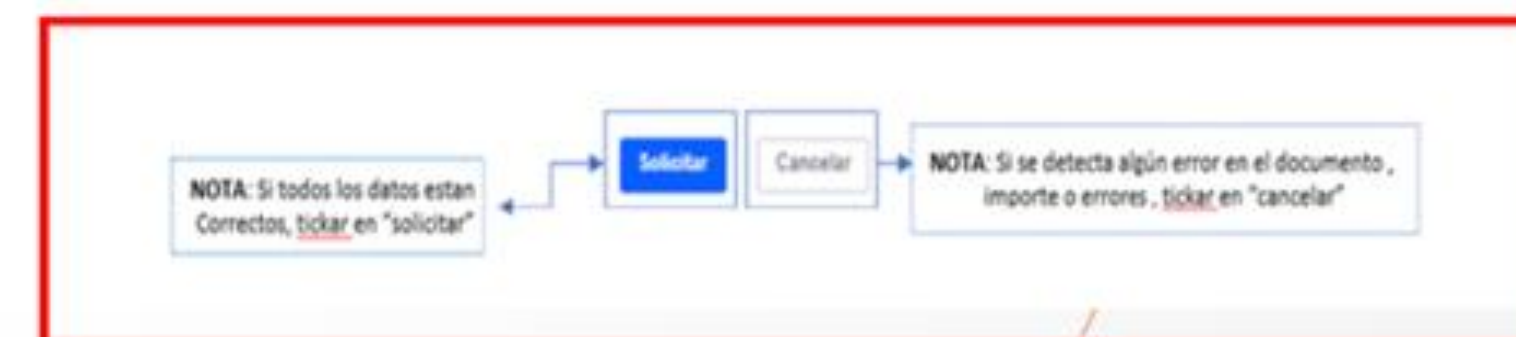 NOTA: Si todos los datos estan
Correctos, tickar en "solicitar"
Solicitar
Cancelar
NOTA: Si se detecta algún error en el documento ,
importe o errores , tickar en "cancelar"